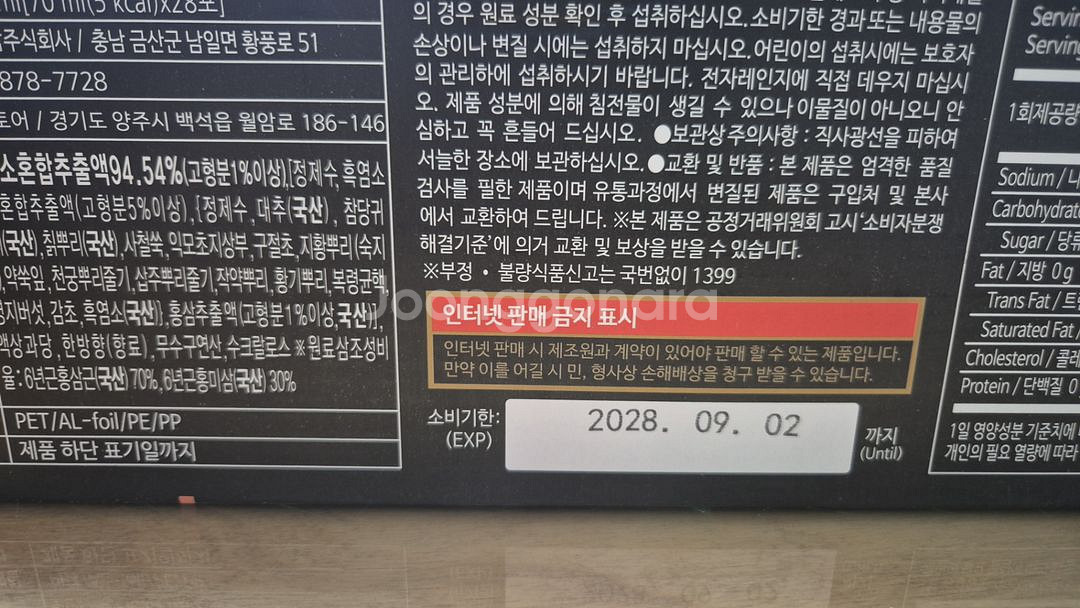 ml[70 ml(5 kcal)x28포]
주식회사 / 충남 금산군 남일면 황풍로 51
878-7728
토어 / 경기도 양주시 백석읍 월암로 186-146
소혼합추출액94.54%(고형분1%이상),[정제수,흑염소
혼합추출액(고형분5%이상),[정제수, 대추(국산), 참당귀
(국산),칡뿌리(국산), 사철쑥, 익모초지상부, 구절초, 지황뿌리(숙지
,약쑥잎, 천궁뿌리줄기, 삽주뿌리줄기,작약뿌리, 황기뿌리, 복령균핵,
영지버섯, 감초, 흑염소(국산)], 홍삼추출액(고형분1%이상,국산)],
액상과당, 한방향(향료), 무수구연산, 수크랄로스 ※원료삼조성비
율 : 6년근홍삼근(국산) 70%, 6년근홍미삼(국산) 30%
PET/AL-foil/PE/PP
제품 하단 표기일까지
의 경우 원료 성분 확인 후 섭취하십시오.소비기한 경과 또는 내용물의
손상이나 변질 시에는 섭취하지 마십시오.어린이의 섭취시에는 보호자
의 관리하에 섭취하시기 바랍니다. 전자레인지에 직접 데우지 마십시
오. 제품 성분에 의해 침전물이 생길 수 있으나 이물질이 아니오니 안
심하고 꼭 흔들어 드십시오. ●보관상주의사항 : 직사광선을 피하여
서늘한 장소에 보관하십시오.●교환 및 반품 : 본 제품은 엄격한 품질
검사를 필한 제품이며 유통과정에서 변질된 제품은 구입처 및 본사
에서 교환하여 드립니다. ※본 제품은 공정거래위원회 고시'소비자분쟁
해결기준'에 의거 교환 및 보상을 받을 수 있습니다.
※부정 • 불량식품신고는 국번없이 1399
Joonggonara
인터넷 판매 금지 표시
인터넷 판매 시 제조원과 계약이 있어야 판매 할 수 있는 제품입니다.
만약 이를 어길 시 민, 형사상 손해배상을 청구 받을 수 있습니다.
소비기한:
(EXP)
2028. 09. 02
까지
(Until)
Serving
1회제공량
Sodium / 나
Carbohydrat
Sugar / 당류
Fat / 지방 0g
Trans Fat / 트
Saturated Fat /
Cholesterol / 콜레
Protein / 단백질 0
1일 영양성분 기준치에
개인의 필요 열량에 따라